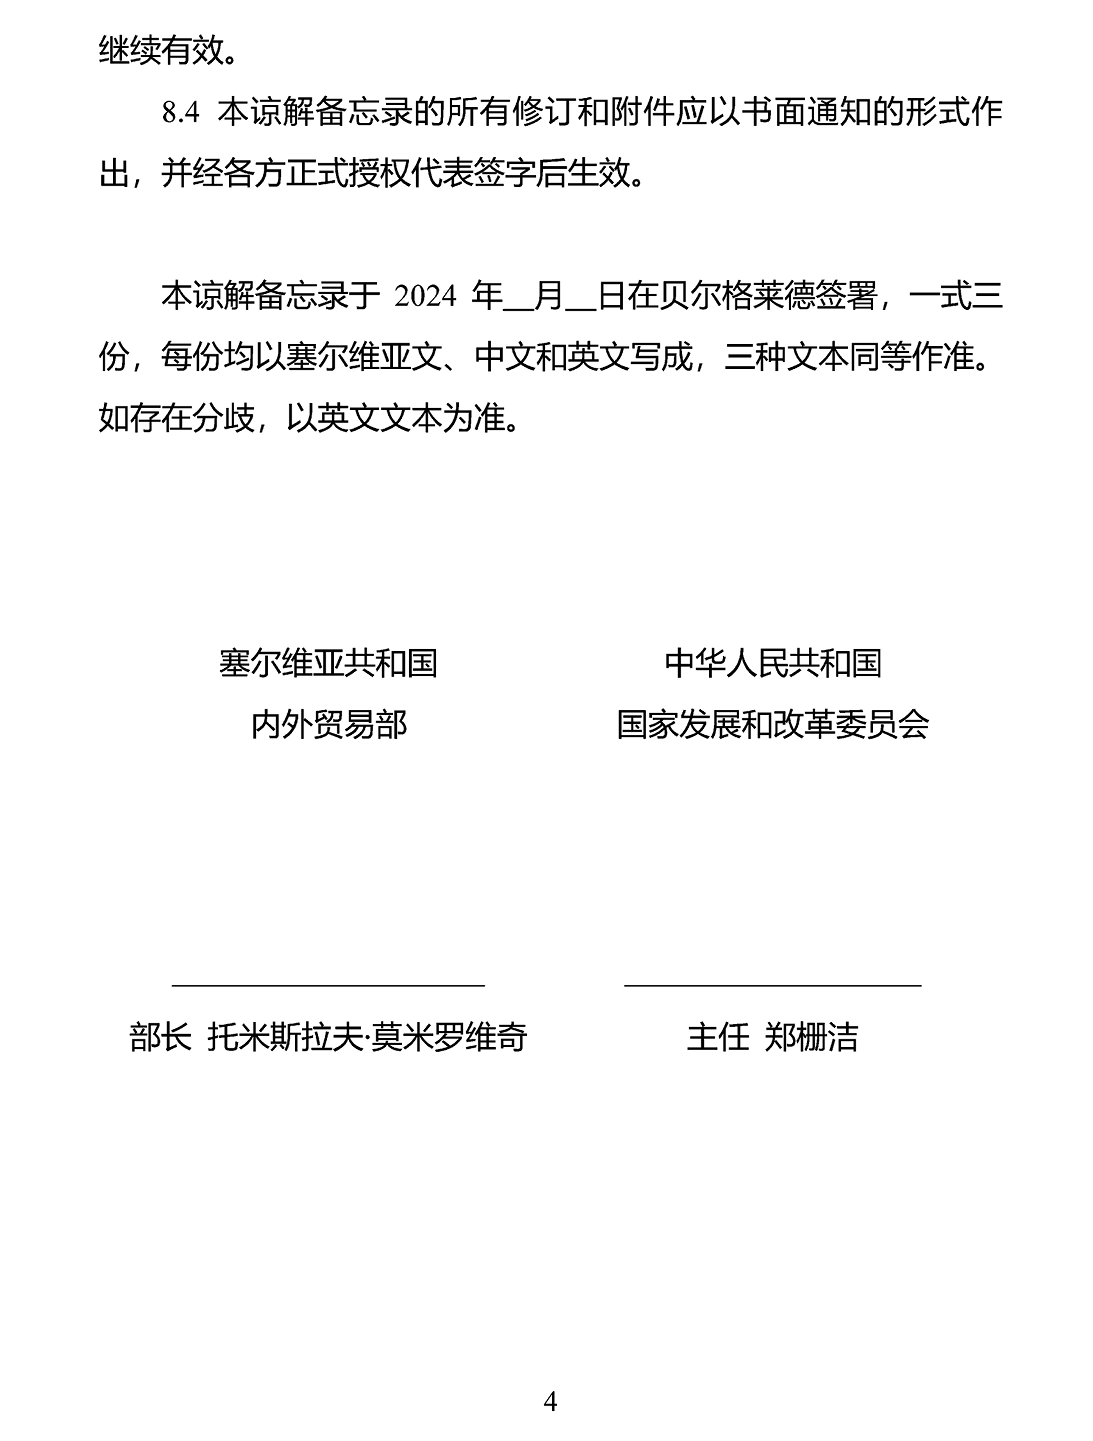 继续有效。
8.4 本谅解备忘录的所有修订和附件应以书面通知的形式作
出，并经各方正式授权代表签字后生效。
本谅解备忘录于 2024 年__月__日在贝尔格莱德签署，一式三
份，每份均以塞尔维亚文、中文和英文写成，三种文本同等作准。
如存在分歧，以英文文本为准。
塞尔维亚共和国 中华人民共和国
内外贸易部 国家发展和改革委员会
部长 托米斯拉夫·莫米罗维奇 主任 郑栅洁
4